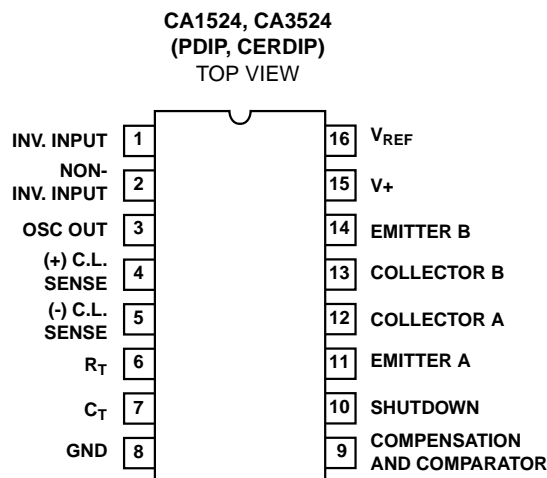 CA1524, CA3524
(PDIP, CERDIP)
TOP VIEW
INV. INPUT 1
16 VREF
NON-
INV. INPUT 2
15 V+
OSC OUT 3
14 EMITTER B
(+) C.L.
SENSE 4
13 COLLECTOR B
(-) C.L.
SENSE 5
12 COLLECTOR A
RT 6
11 EMITTER A
CT 7
10 SHUTDOWN
GND 8
9 COMPENSATION
AND COMPARATOR